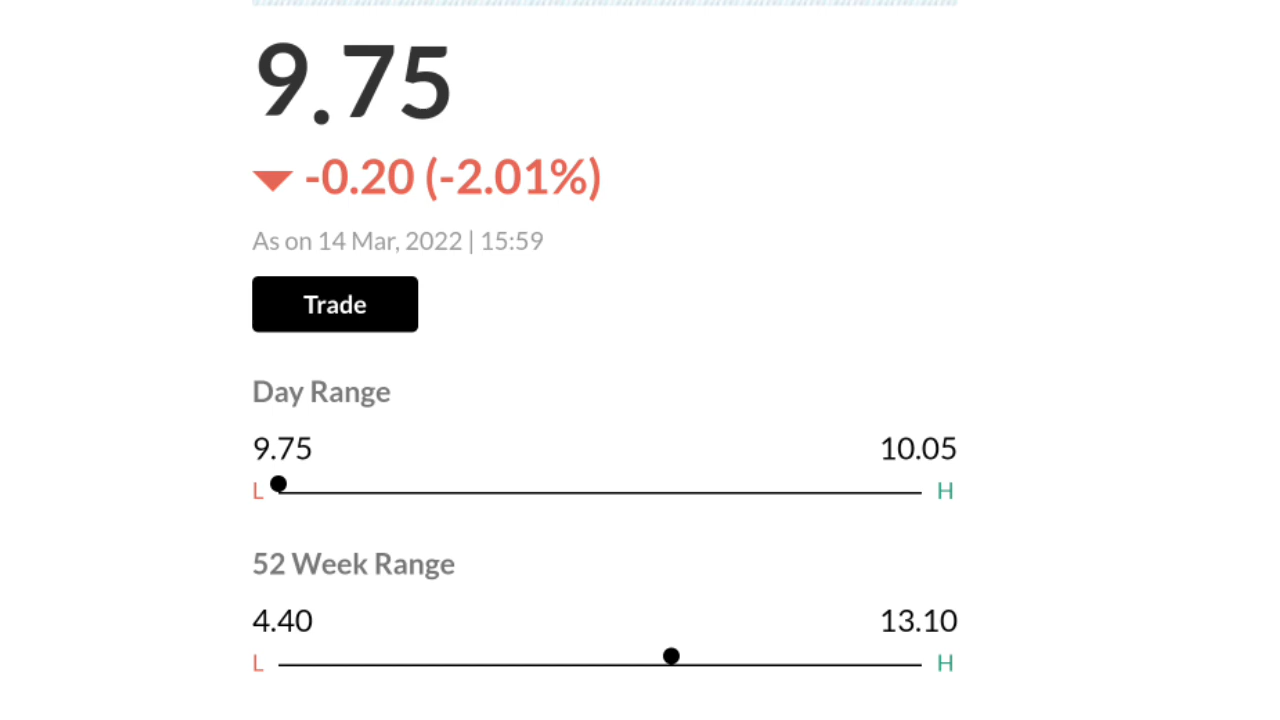 9.75
-0.20 (-2.01%)
As on 14 Mar, 2022 | 15:59
Trade
Day Range
9.75 10.05
L H
52 Week Range
4.40 13.10
L H